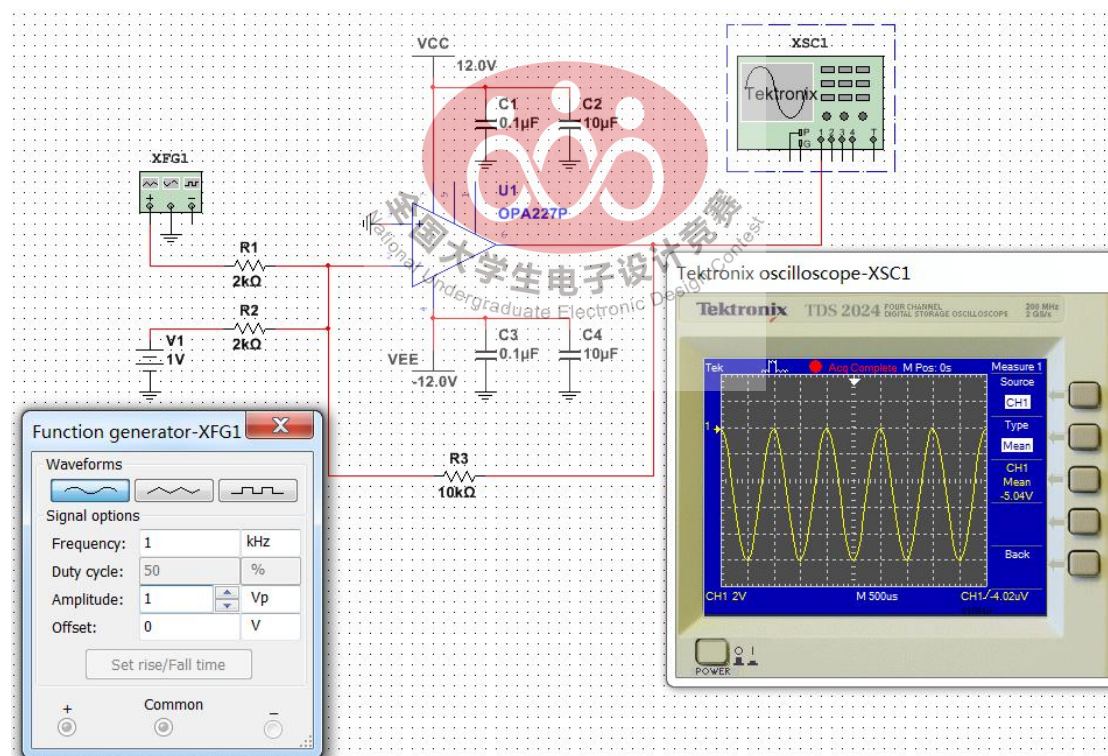 VCC
12.0V
C1
0.1µF
C2
10µF
XSC1
Tektronix
P
G
1 2 3 4
T
XFG1
+
−
U1
OPA227P
6
4
全国大学生电子设计竞赛
National Undergraduate Electronic Design Contest
R1
2kΩ
R2
2kΩ
V1
1V
VEE
-12.0V
C3
0.1µF
C4
10µF
R3
10kΩ
Tektronix oscilloscope-XSC1
Tektronix TDS 2024 FOUR CHANNEL DIGITAL STORAGE OSCILLOSCOPE 200 MHz 2 GS/s
Tek Acq Complete M Pos: 0s Measure 1
Source
CH1
Type
Mean
CH1
Mean
-5.04V
Back
1
CH1 2V M 500us CH1 -4.02uV
POWER
Function generator-XFG1
X
Waveforms
Signal options
Frequency: 1 kHz
Duty cycle: 50 %
Amplitude: 1 Vp
Offset: 0 V
Set rise/Fall time
+ Common −